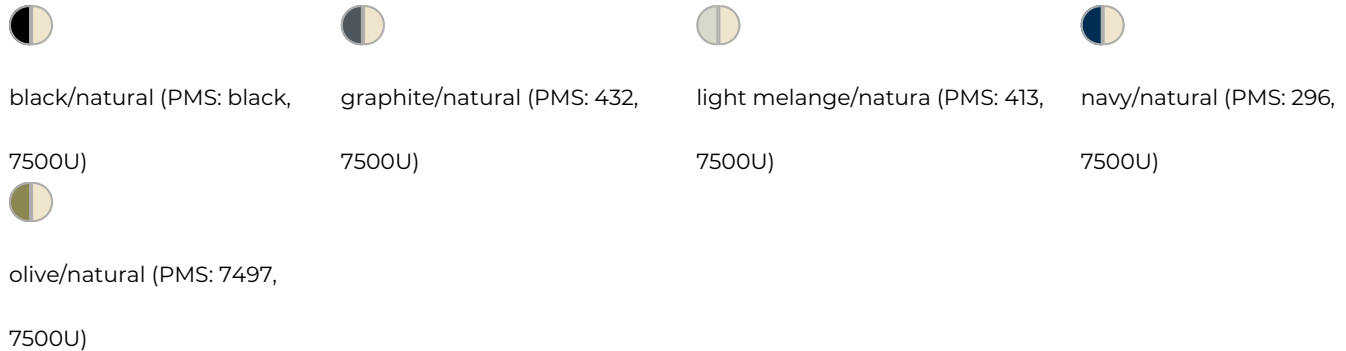 black/natural (PMS: black,
7500U)
graphite/natural (PMS: 432,
7500U)
light melange/natura (PMS: 413,
7500U)
navy/natural (PMS: 296,
7500U)
olive/natural (PMS: 7497,
7500U)